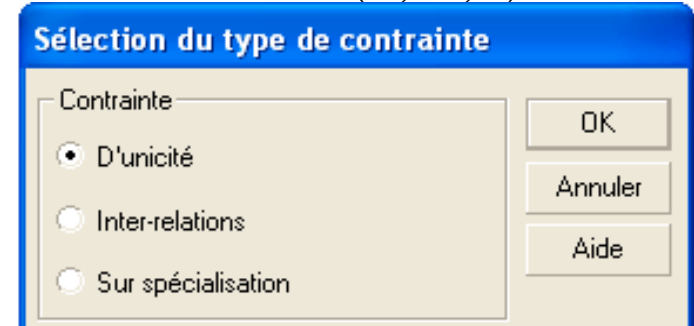 Sélection du type de contrainte
Contrainte
D'unicité
Inter-relations
Sur spécialisation
OK
Annuler
Aide